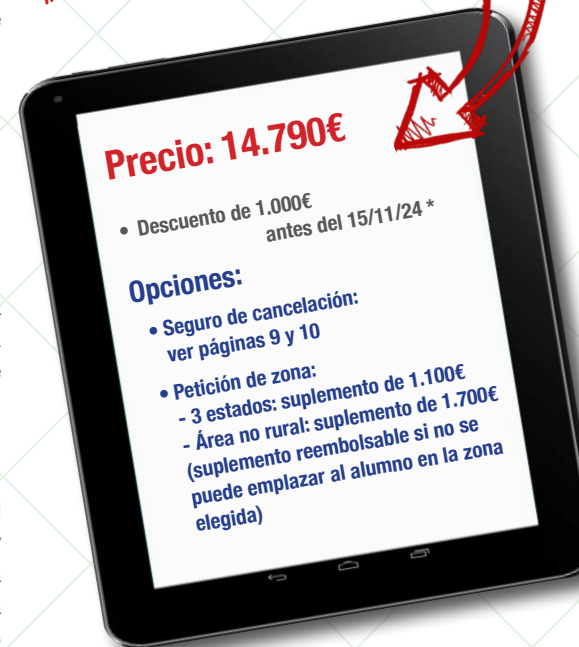 Precio: 14.790€
• Descuento de 1.000€
antes del 15/11/24 *
Opciones:
• Seguro de cancelación:
ver páginas 9 y 10
• Petición de zona:
- 3 estados: suplemento de 1.100€
- Área no rural: suplemento de 1.700€
(suplemento reembolsable si no se
puede emplazar al alumno en la zona
elegida)